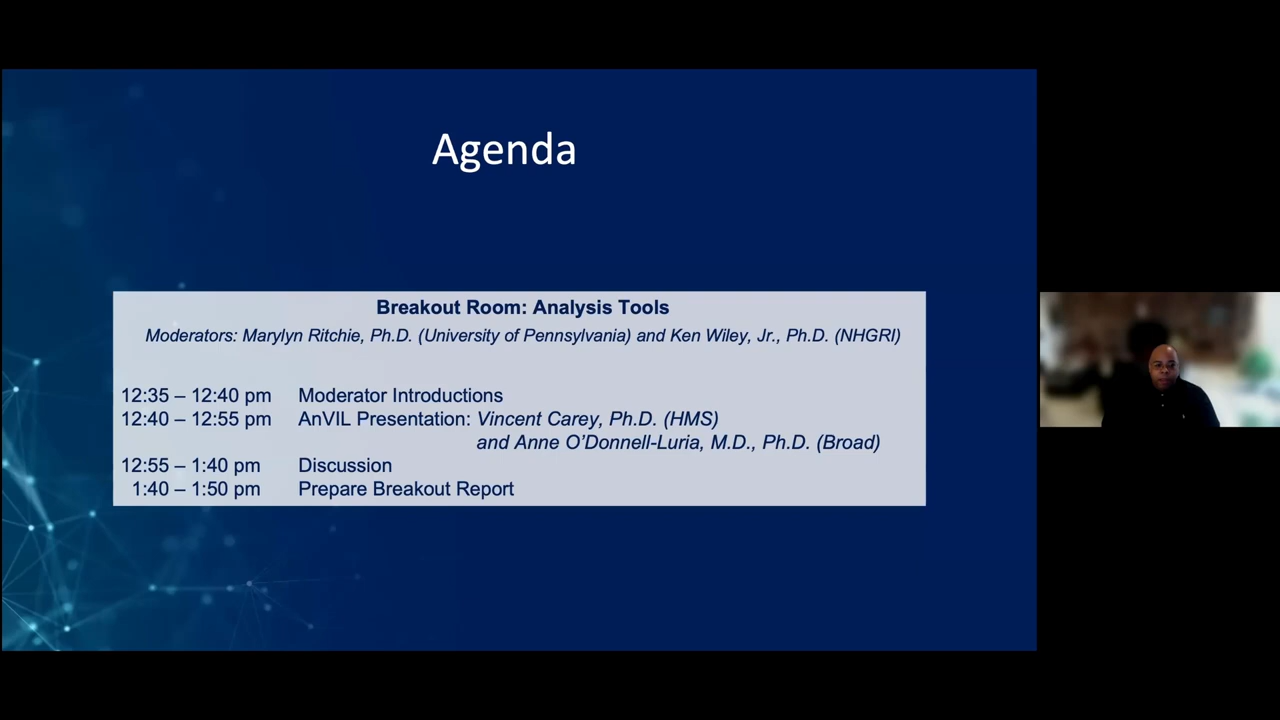 Agenda
Breakout Room: Analysis Tools
Moderators: Marylyn Ritchie, Ph.D. (University of Pennsylvania) and Ken Wiley, Jr., Ph.D. (NHGRI)
12:35 – 12:40 pm Moderator Introductions
12:40 – 12:55 pm AnVIL Presentation: Vincent Carey, Ph.D. (HMS)
and Anne O’Donnell-Luria, M.D., Ph.D. (Broad)
12:55 – 1:40 pm Discussion
1:40 – 1:50 pm Prepare Breakout Report